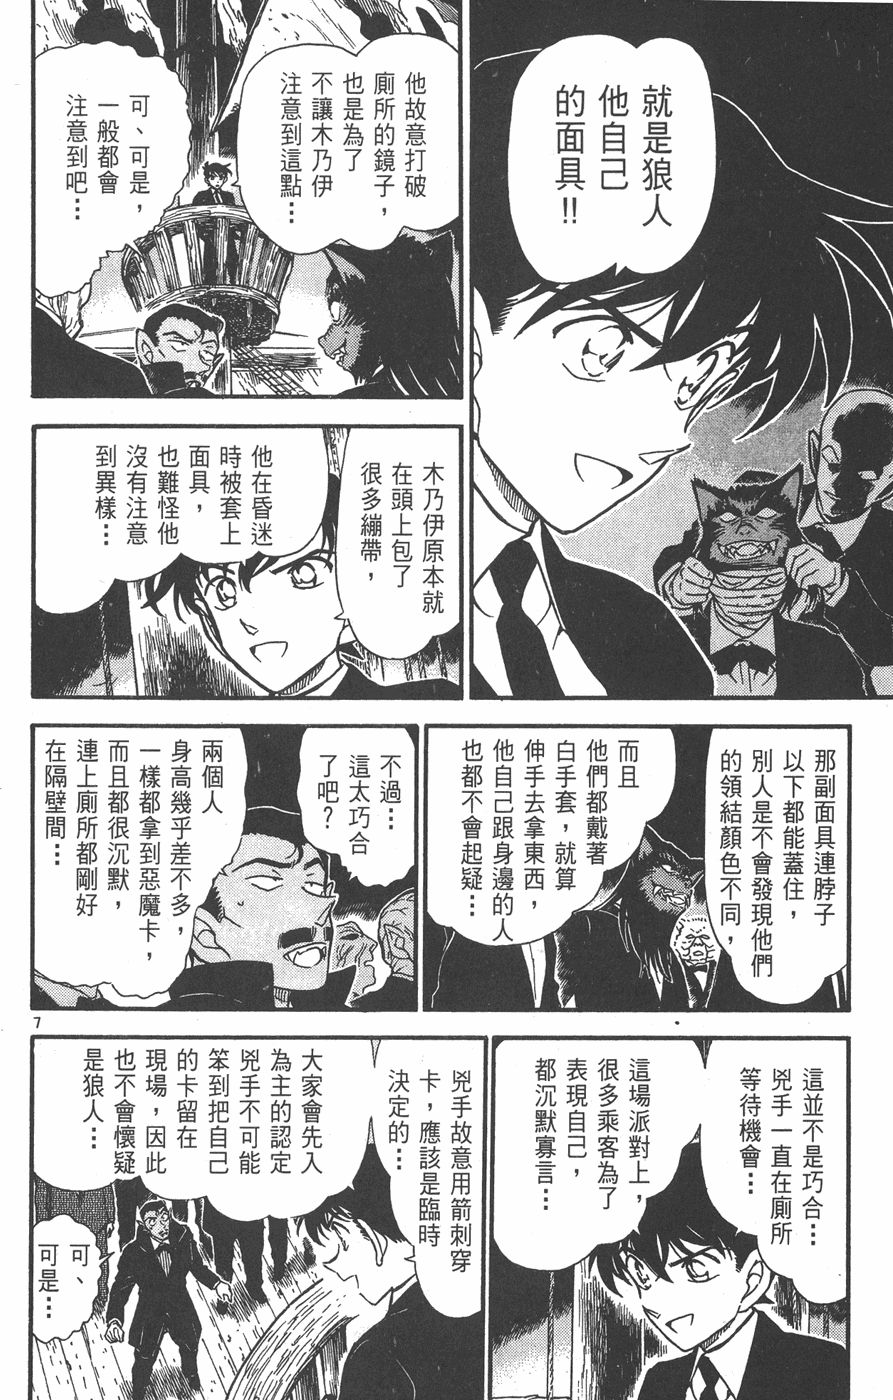 就是狼人
他自己
的面具!!
他故意打破
廁所的鏡子，
也是為了
不讓木乃伊
注意到這點…
可、可是，
一般都會
注意到吧…
木乃伊原本就
在頭上包了
很多繃帶，
他在昏迷
時被套上
面具，
也難怪他
沒有注意
到異樣…
那副面具連脖子
以下都能蓋住，
別人是不會發現他們
的領結顏色不同，
而且
他們都戴著
白手套，就算
伸手去拿東西，
他自己跟身邊的人
也都不會起疑…
不過…
這太巧合
了吧？
兩個人
身高幾乎差不多，
一樣都拿到惡魔卡，
而且都很沉默，
連上廁所都剛好
在隔壁間…
這並不是巧合…
兇手一直在廁所
等待機會…
這場派對上，
很多乘客為了
表現自己，
都沉默寡言…
兇手故意用箭刺穿
卡，應該是臨時
決定的…
大家會先入
為主的認定
兇手不可能
笨到把自己
的卡留在
現場，因此
也不會懷疑
是狼人…
可、
可是…
7